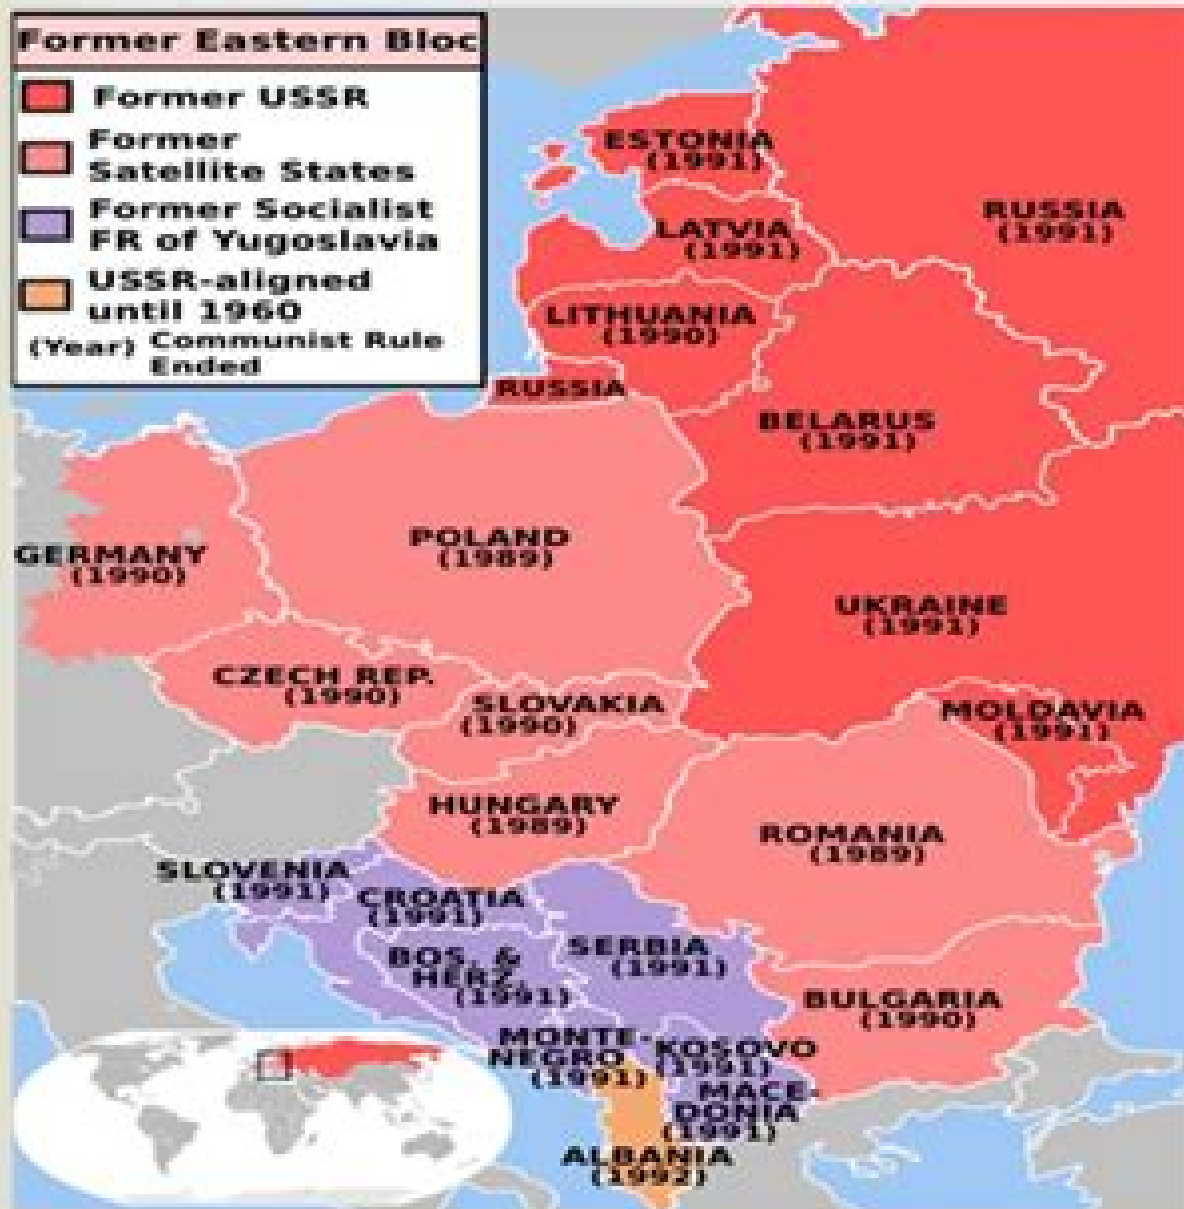 Former Eastern Bloc
Former USSR
Former
Satellite States
Former Socialist
FR of Yugoslavia
USSR-aligned
until 1960
(Year) Communist Rule
Ended
ESTONIA
(1991)
RUSSIA
(1991)
LATVIA
(1991)
LITHUANIA
(1990)
RUSSIA
BELARUS
(1991)
POLAND
(1989)
GERMANY
(1990)
UKRAINE
(1991)
CZECH REP.
(1990)
SLOVAKIA
(1990)
MOLDAVIA
(1991)
HUNGARY
(1989)
ROMANIA
(1989)
SLOVENIA
(1991)
CROATIA
(1991)
BOS. &
HERZ.
(1991)
SERBIA
(1991)
BULGARIA
(1990)
MONTE-
NEGRO
(1991)
KOSOVO
(1991)
MACE-
DONIA
(1991)
ALBANIA
(1992)